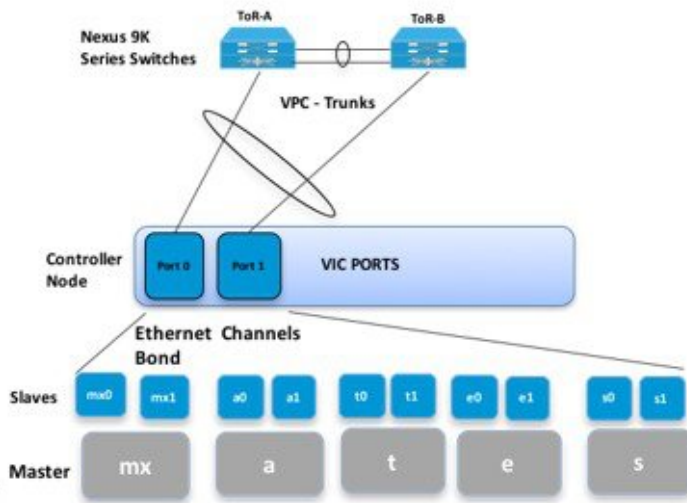 ToR-A
ToR-B
Nexus 9K
Series Switches
VPC - Trunks
Controller
Node
Port 0
Port 1
VIC PORTS
Ethernet Channels
Bond
Slaves
mx0
mx1
a0
a1
t0
t1
e0
e1
s0
s1
Master
mx
a
t
e
s